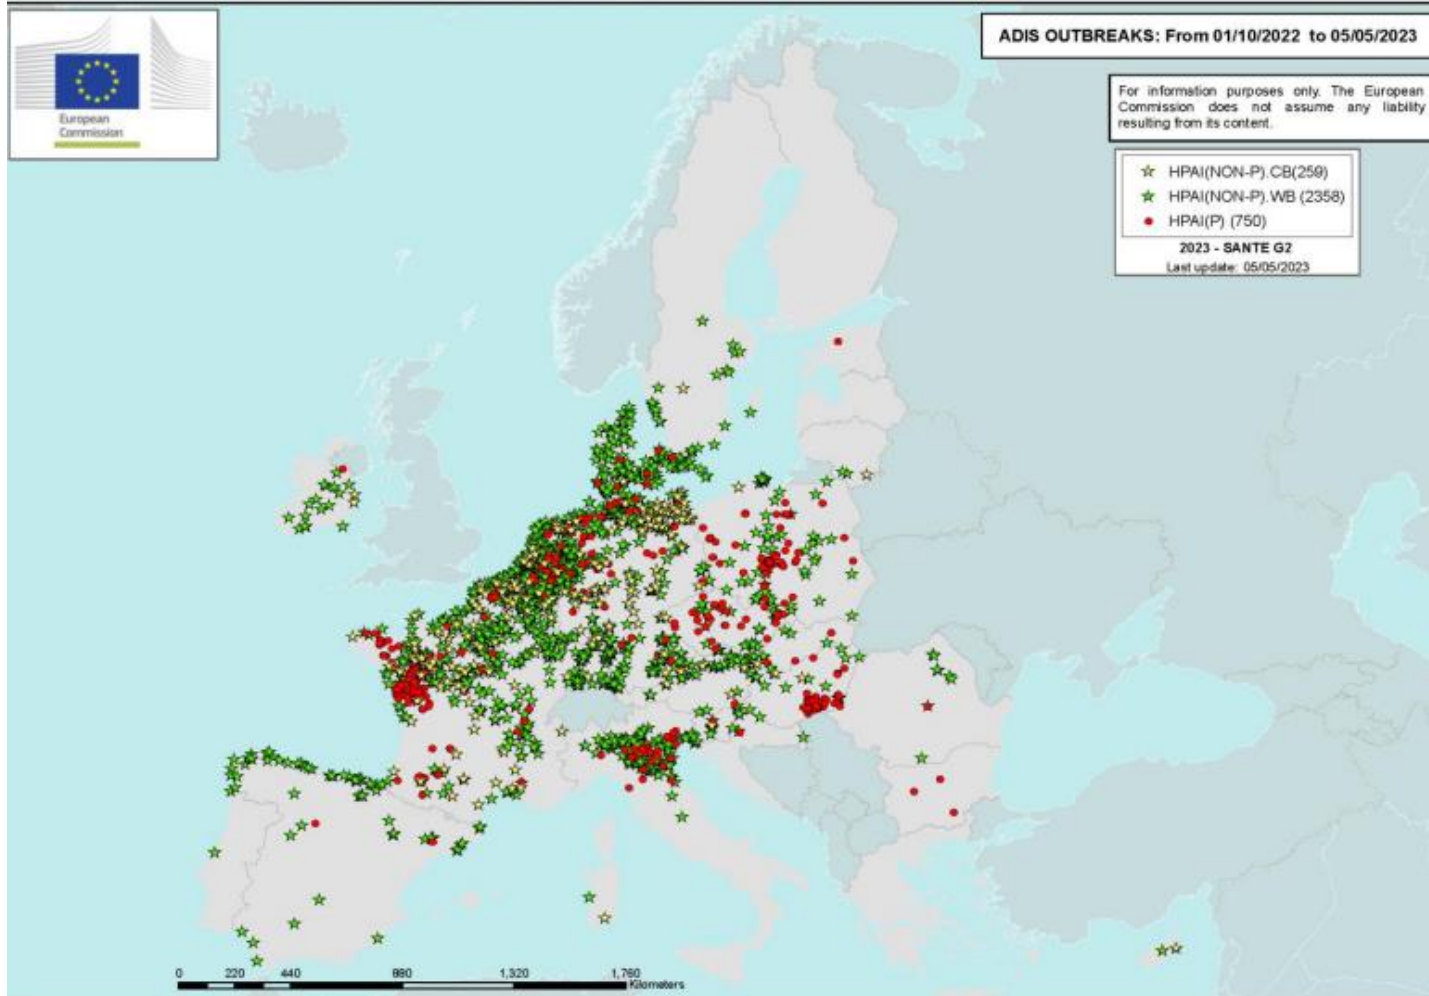 European
Commission
ADIS OUTBREAKS: From 01/10/2022 to 05/05/2023
For information purposes only. The European
Commission does not assume any liability
resulting from its content.
HPAI(NON-P).CB(259)
HPAI(NON-P).WB (2358)
HPAI(P) (750)
2023 - SANTE G2
Last update: 05/05/2023
0 220 440 880 1,320 1,760
Kilometers